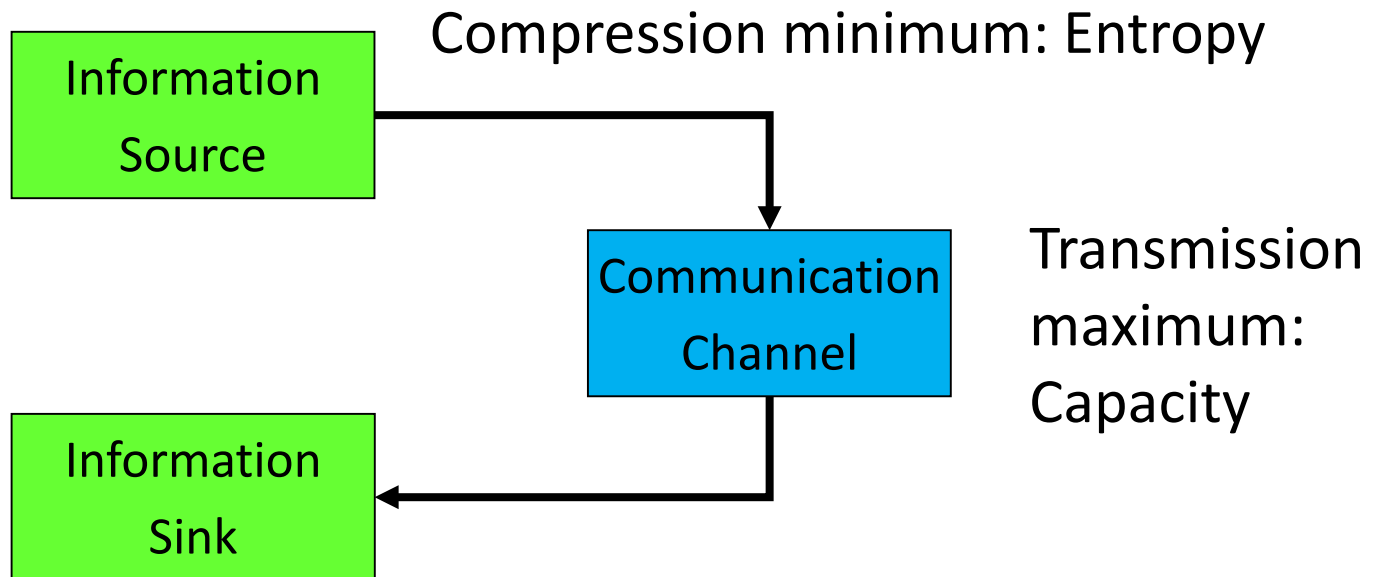 Compression minimum: Entropy
Information
Source
Communication
Channel
Transmission
maximum:
Capacity
Information
Sink